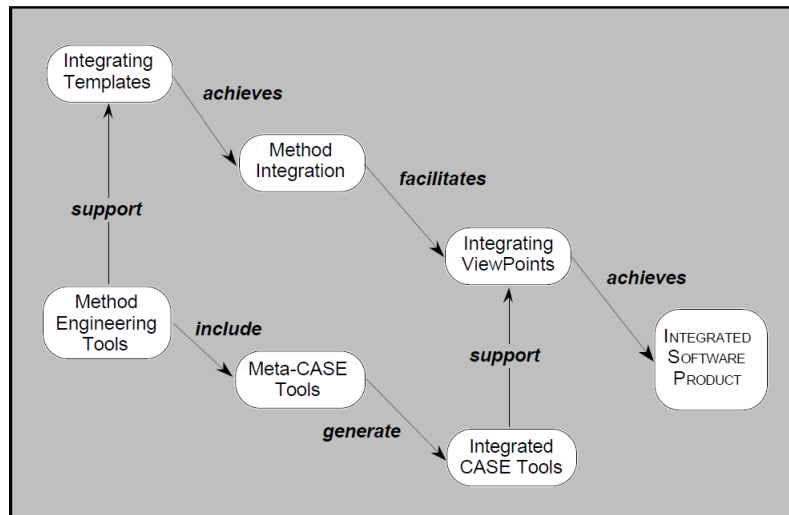 Integrating
Templates
achieves
Method
Integration
facilitates
support
Integrating
ViewPoints
achieves
Method
Engineering
Tools
include
INTEGRATED
SOFTWARE
PRODUCT
support
Meta-CASE
Tools
generate
Integrated
CASE Tools